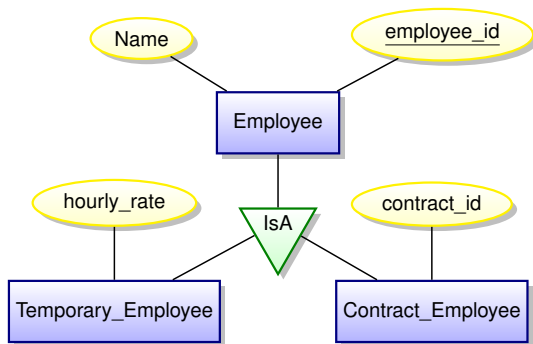 Name
employee_id
Employee
hourly_rate
IsA
contract_id
Temporary_Employee
Contract_Employee